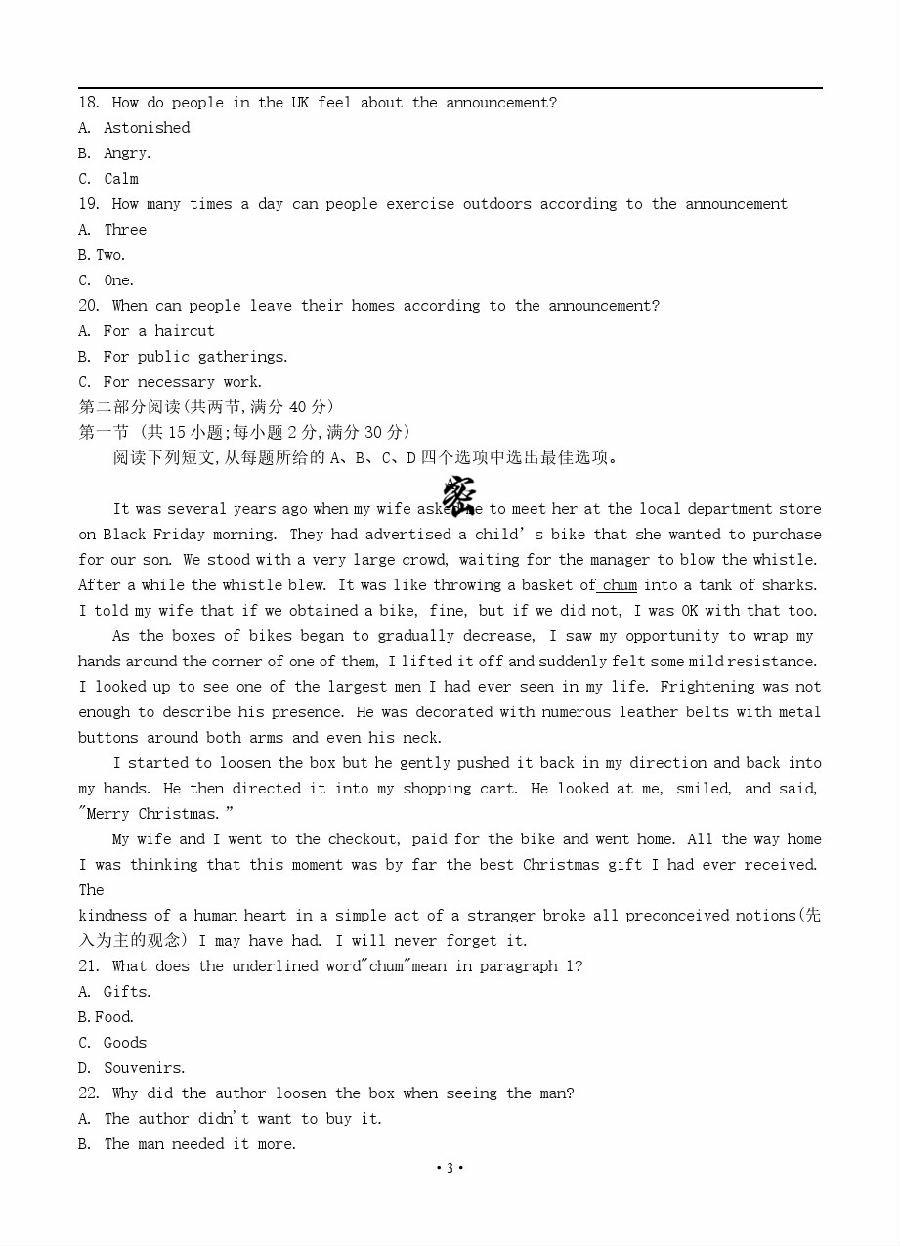 18. How do people in the UK feel about the announcement?
A. Astonished
B. Angry.
C. Calm
19. How many times a day can people exercise outdoors according to the announcement
A. Three
B. Two.
C. One.
20. When can people leave their homes according to the announcement?
A. For a haircut
B. For public gatherings.
C. For necessary work.
第二部分阅读(共两节,满分 40 分)
第一节 (共 15 小题;每小题 2 分,满分 30 分)
阅读下列短文,从每题所给的 A、B、C、D 四个选项中选出最佳选项。
密
It was several years ago when my wife asked me to meet her at the local department store
on Black Friday morning. They had advertised a child’s bike that she wanted to purchase
for our son. We stood with a very large crowd, waiting for the manager to blow the whistle.
After a while the whistle blew. It was like throwing a basket of chum into a tank of sharks.
I told my wife that if we obtained a bike, fine, but if we did not, I was OK with that too.
As the boxes of bikes began to gradually decrease, I saw my opportunity to wrap my
hands around the corner of one of them, I lifted it off and suddenly felt some mild resistance.
I looked up to see one of the largest men I had ever seen in my life. Frightening was not
enough to describe his presence. He was decorated with numerous leather belts with metal
buttons around both arms and even his neck.
I started to loosen the box but he gently pushed it back in my direction and back into
my hands. He then directed it into my shopping cart. He looked at me, smiled, and said,
"Merry Christmas.”
My wife and I went to the checkout, paid for the bike and went home. All the way home
I was thinking that this moment was by far the best Christmas gift I had ever received.
The
kindness of a human heart in a simple act of a stranger broke all preconceived notions(先
入为主的观念) I may have had. I will never forget it.
21. What does the underlined word"chum"mean in paragraph 1?
A. Gifts.
B. Food.
C. Goods
D. Souvenirs.
22. Why did the author loosen the box when seeing the man?
A. The author didn't want to buy it.
B. The man needed it more.
• 3 •